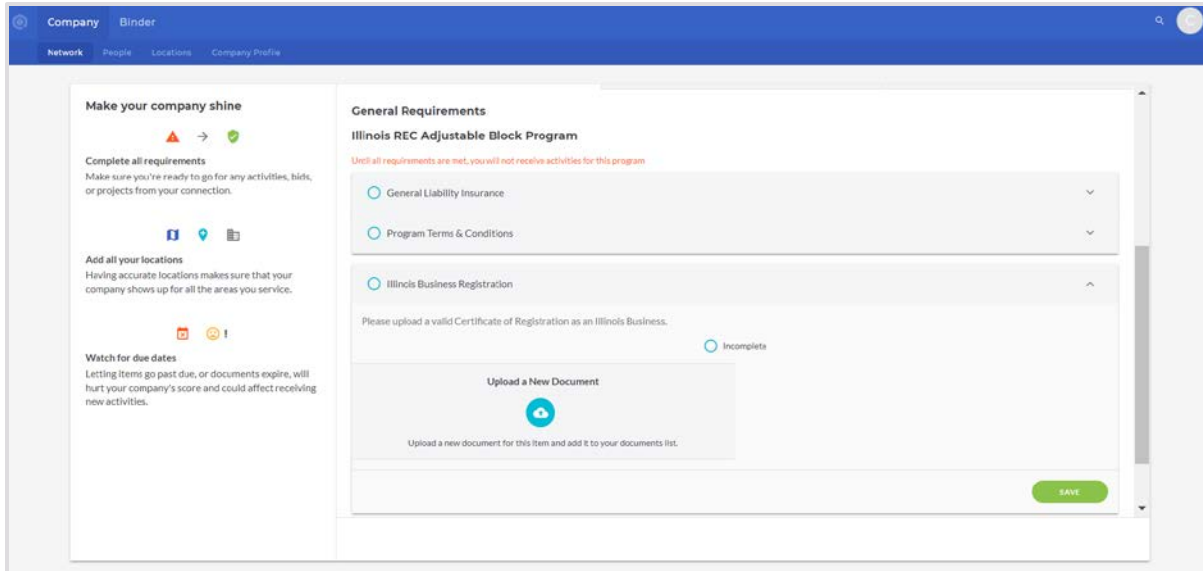 Company Binder
Network People Locations Company Profile
Make your company shine
Complete all requirements
Make sure you're ready to go for any activities, bids,
or projects from your connection.
Add all your locations
Having accurate locations makes sure that your
company shows up for all the areas you service.
!
Watch for due dates
Letting items go past due, or documents expire, will
hurt your company's score and could affect receiving
new activities.
General Requirements
Illinois REC Adjustable Block Program
Until all requirements are met, you will not receive activities for this program
General Liability Insurance
Program Terms & Conditions
Illinois Business Registration
Please upload a valid Certificate of Registration as an Illinois Business.
Incomplete
Upload a New Document
Upload a new document for this item and add it to your documents list.
SAVE